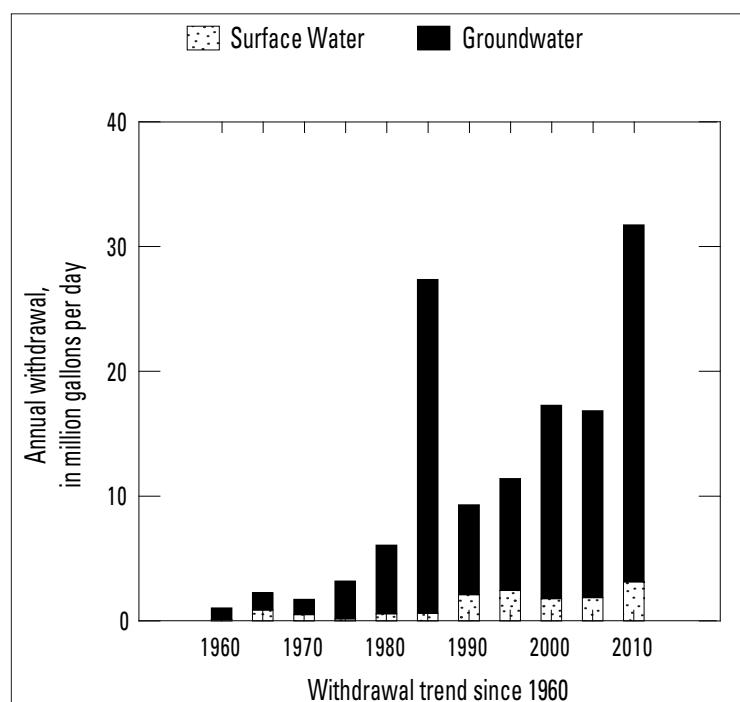 Surface Water Groundwater
40
30
20
10
0
Annual withdrawal,
in million gallons per day
1960 1970 1980 1990 2000 2010
Withdrawal trend since 1960